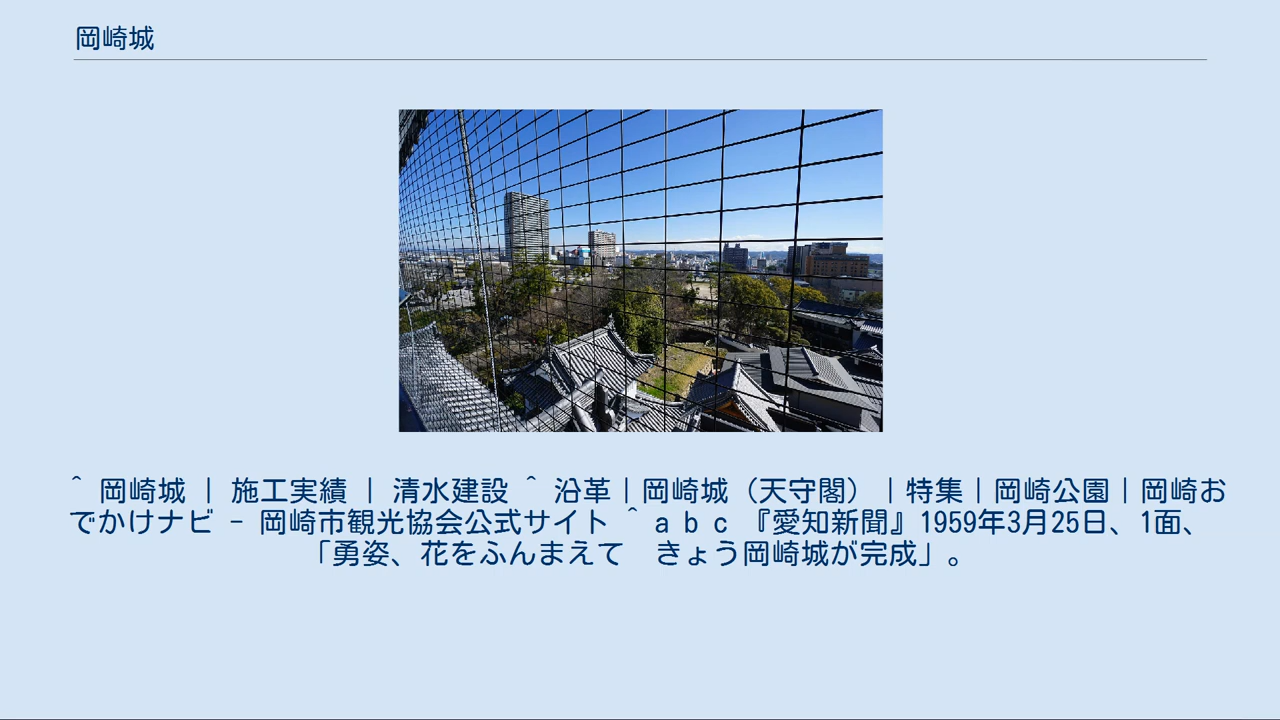 岡崎城
^ 岡崎城 | 施工実績 | 清水建設 ^ 沿革｜岡崎城（天守閣）｜特集｜岡崎公園｜岡崎お
でかけナビ - 岡崎市観光協会公式サイト ^ a b c 『愛知新聞』1959年3月25日、1面、
「勇姿、花をふんまえて　きょう岡崎城が完成」。